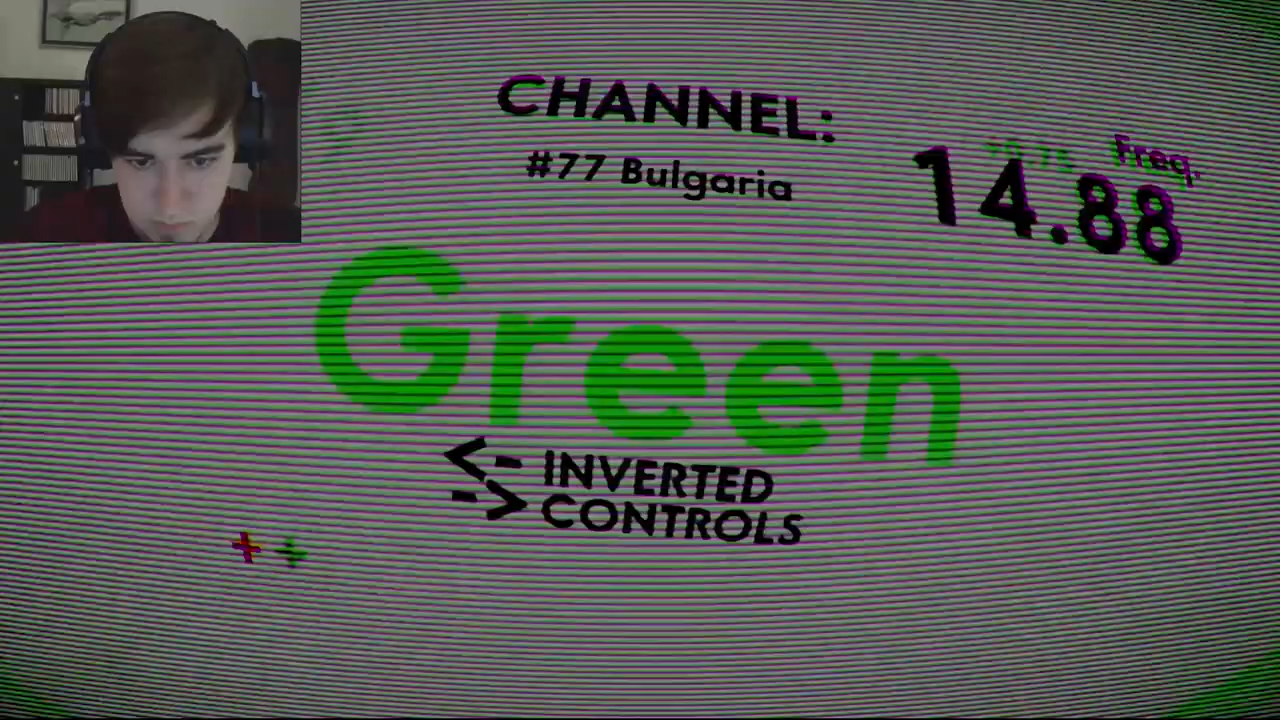 CHANNEL:
#77 Bulgaria
Freq.
14.88
Green
<- INVERTED
-> CONTROLS
+ +